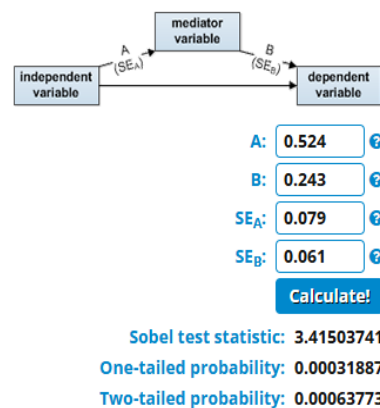 mediator
variable
A
(SEA)
B
(SEB)
independent
variable
dependent
variable
A: 0.524 ?
B: 0.243 ?
SEA: 0.079 ?
SEB: 0.061 ?
Calculate!
Sobel test statistic: 3.41503741
One-tailed probability: 0.00031887
Two-tailed probability: 0.00063773